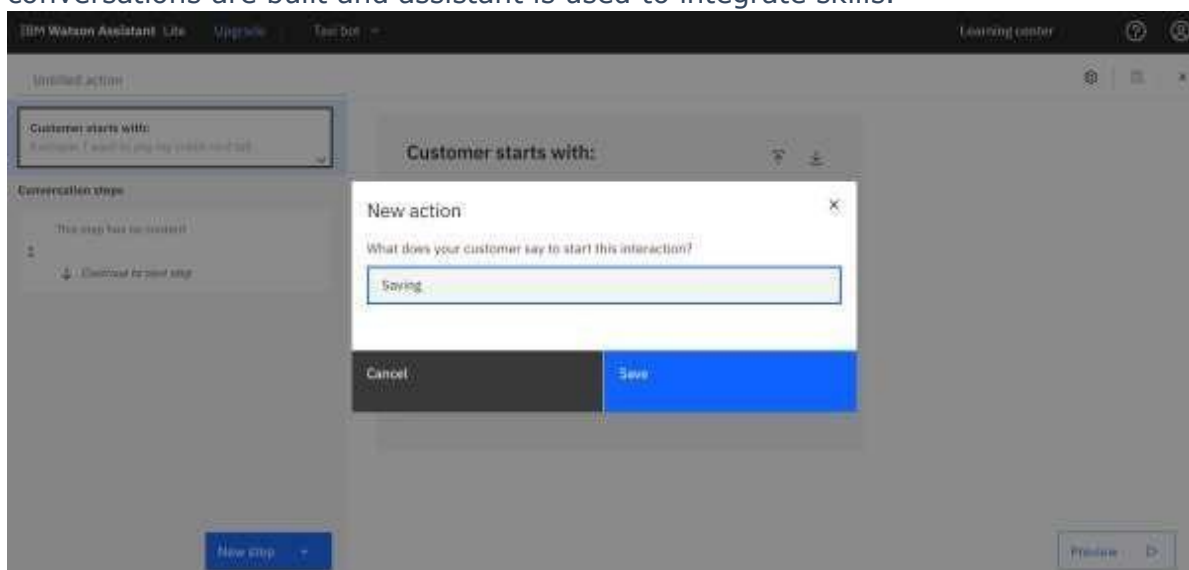 conversations are built and assistant is used to integrate skills.
IBM Watson Assistant Lite Upgrade
Learning center
Untitled action
Customer starts with:
Customer starts with:
Conversation steps
This step has no content
1
Continue to next step
New action
What does your customer say to start this interaction?
Saving
Cancel
Save
New step
Preview